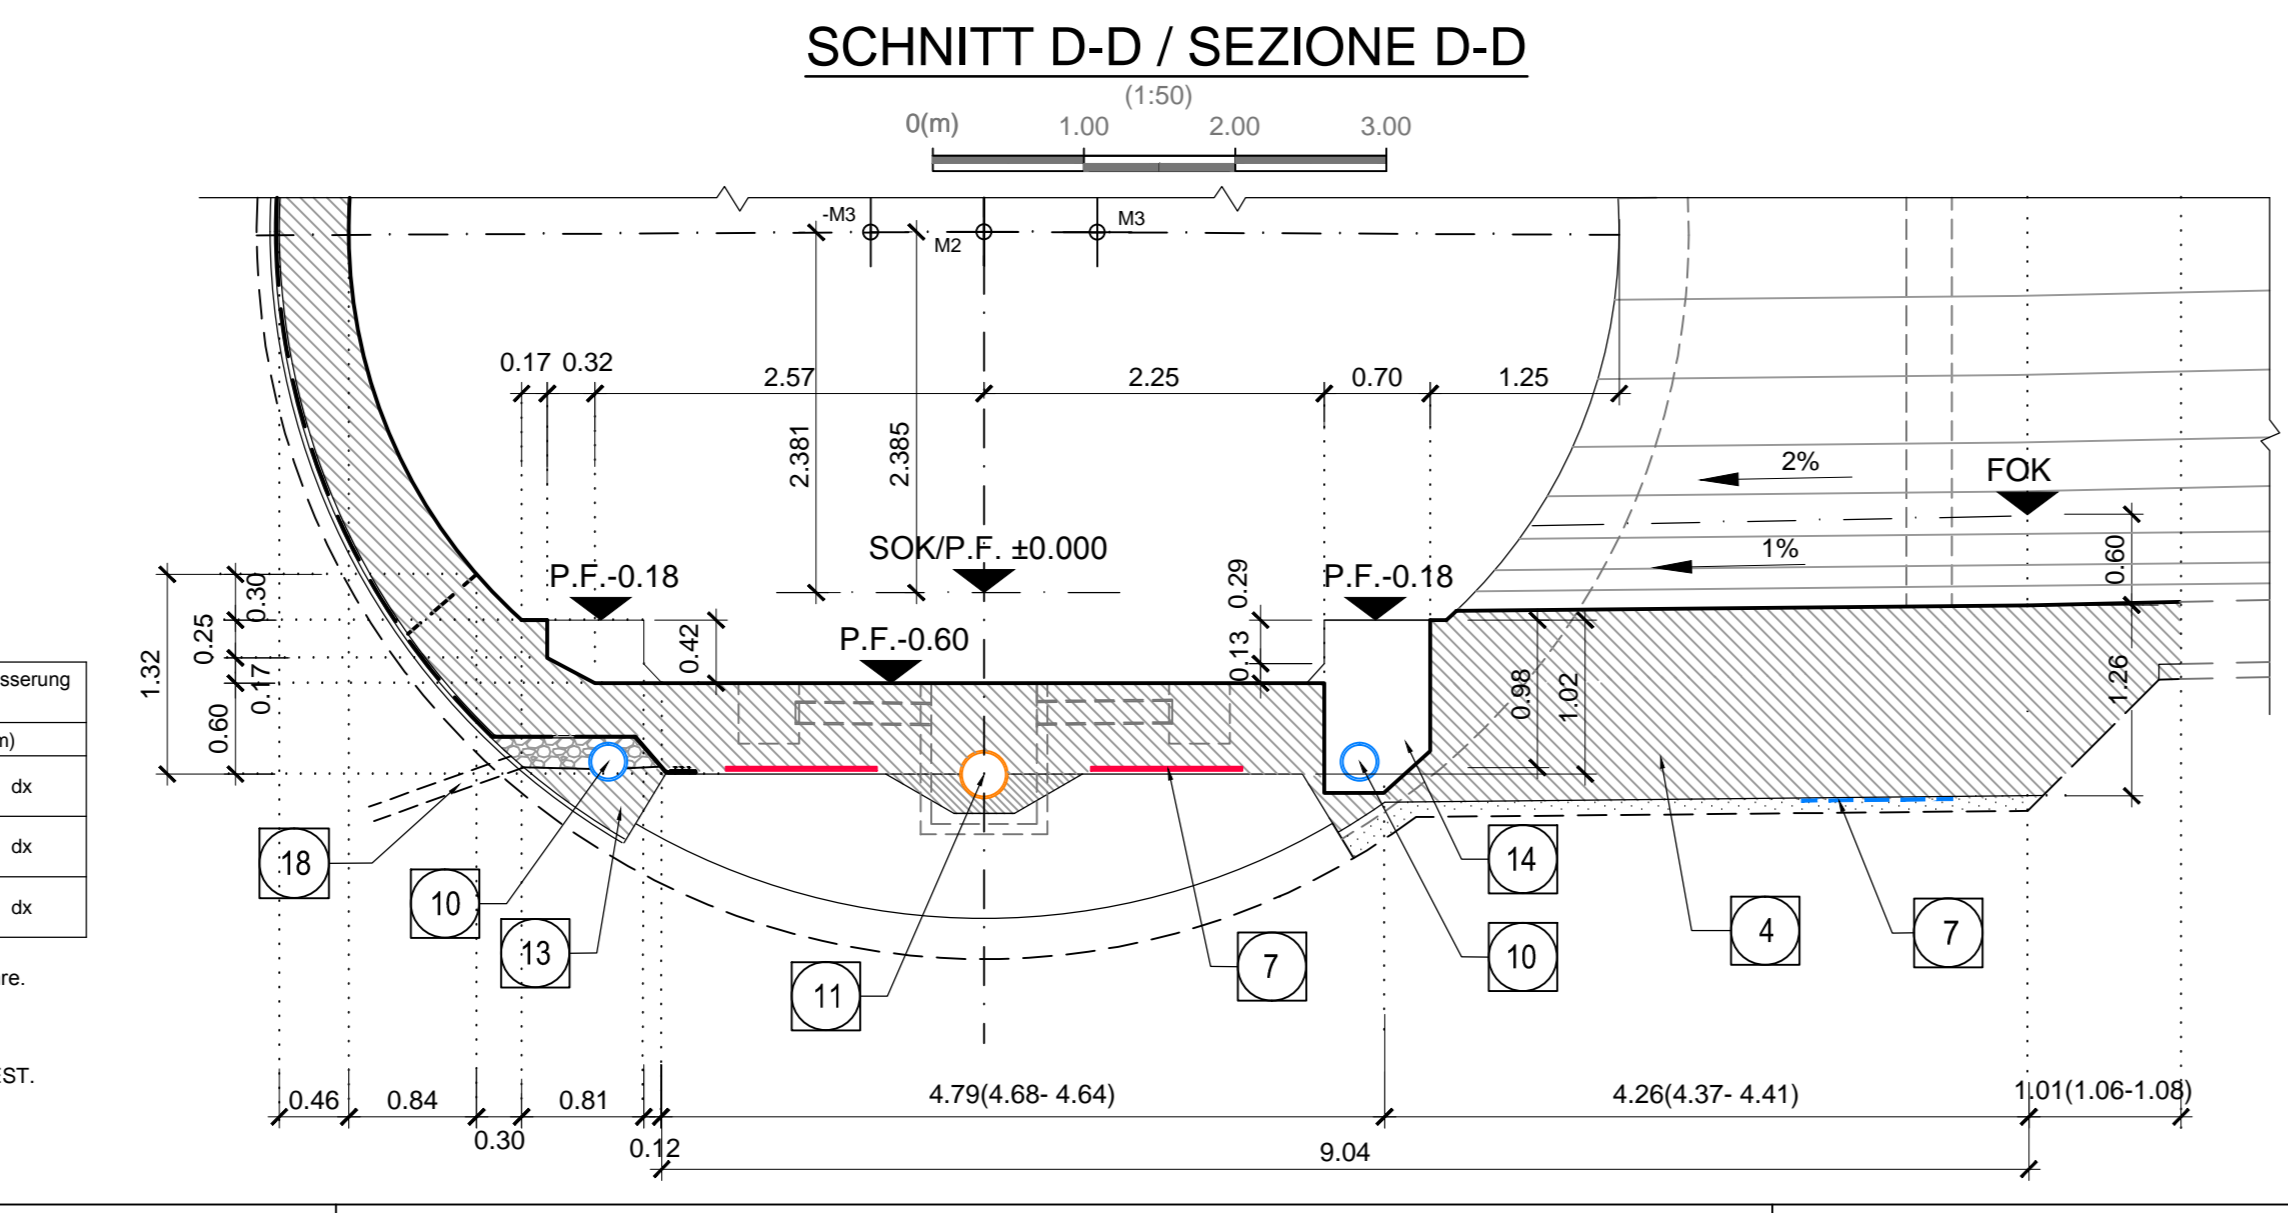 SCHNITT D-D / SEZIONE D-D
(1:50)
0(m) 1.00 2.00 3.00
-M3 M2 M3
0.17 0.32 2.57 2.25 0.70 1.25
2.381 2.385
2%
FOK
SOK/P.F. ±0.000
1%
P.F.-0.18 P.F.-0.18
P.F.-0.60
0.60
1.26
0.29
0.13
0.42
0.98 1.02
1.32
0.30
0.25
0.17
0.60
sserung
m)
dx
dx
dx
re.
EST.
18
10
13
11
7
14
10
4
7
0.46 0.84 0.30 0.81 0.12 4.79(4.68- 4.64) 4.26(4.37- 4.41) 1.01(1.06-1.08)
9.04